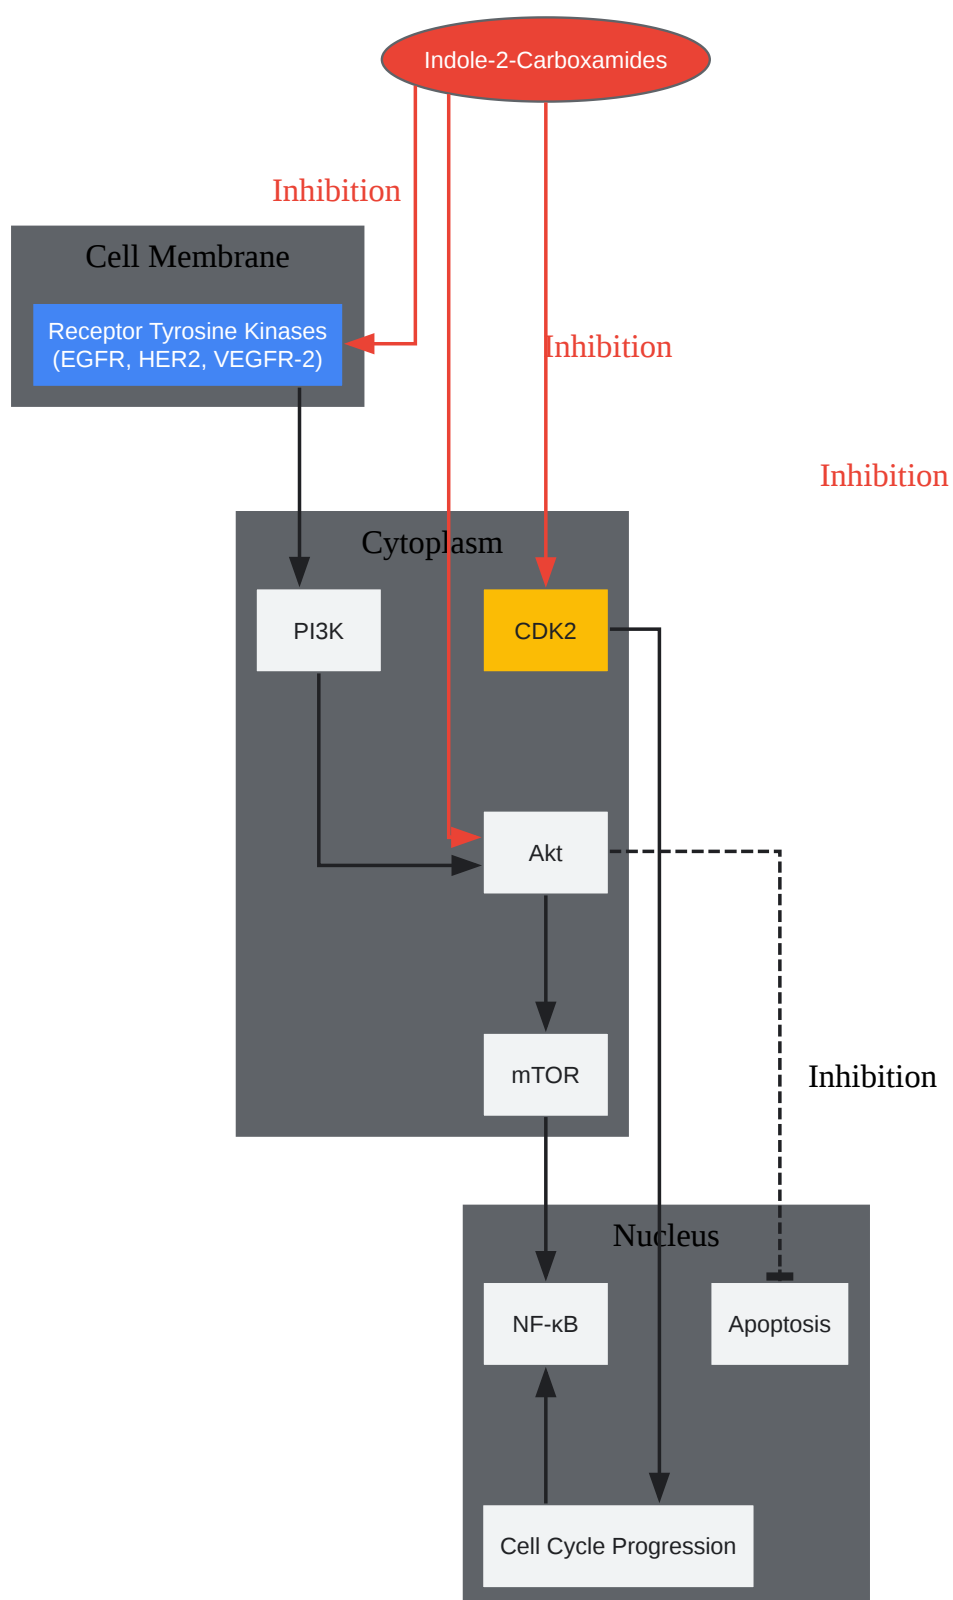 Indole-2-Carboxamides
Inhibition
Cell Membrane
Receptor Tyrosine Kinases
(EGFR, HER2, VEGFR-2)
Inhibition
Inhibition
Cytoplasm
PI3K
CDK2
Akt
mTOR
Inhibition
Nucleus
NF-κB
Apoptosis
Cell Cycle Progression